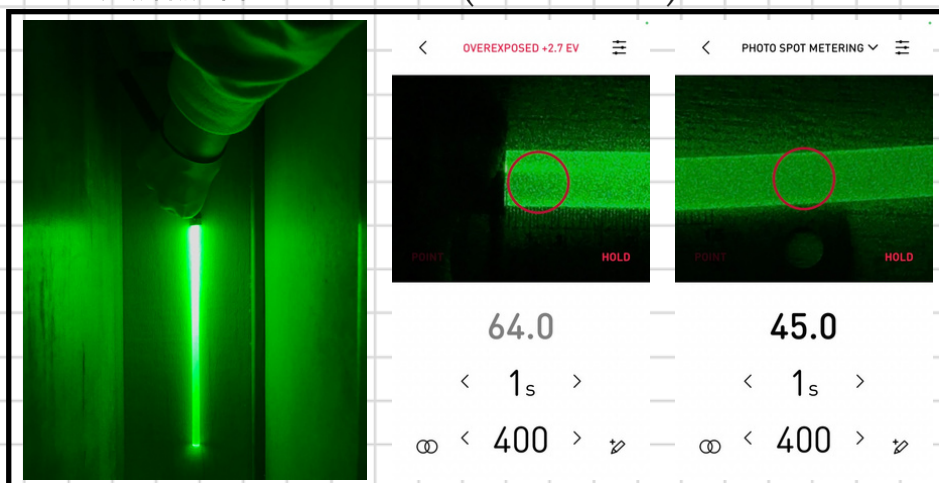 OVEREXPOSED +2.7 EV
POINT
HOLD
64.0
1s
400
PHOTO SPOT METERING
POINT
HOLD
45.0
1s
400